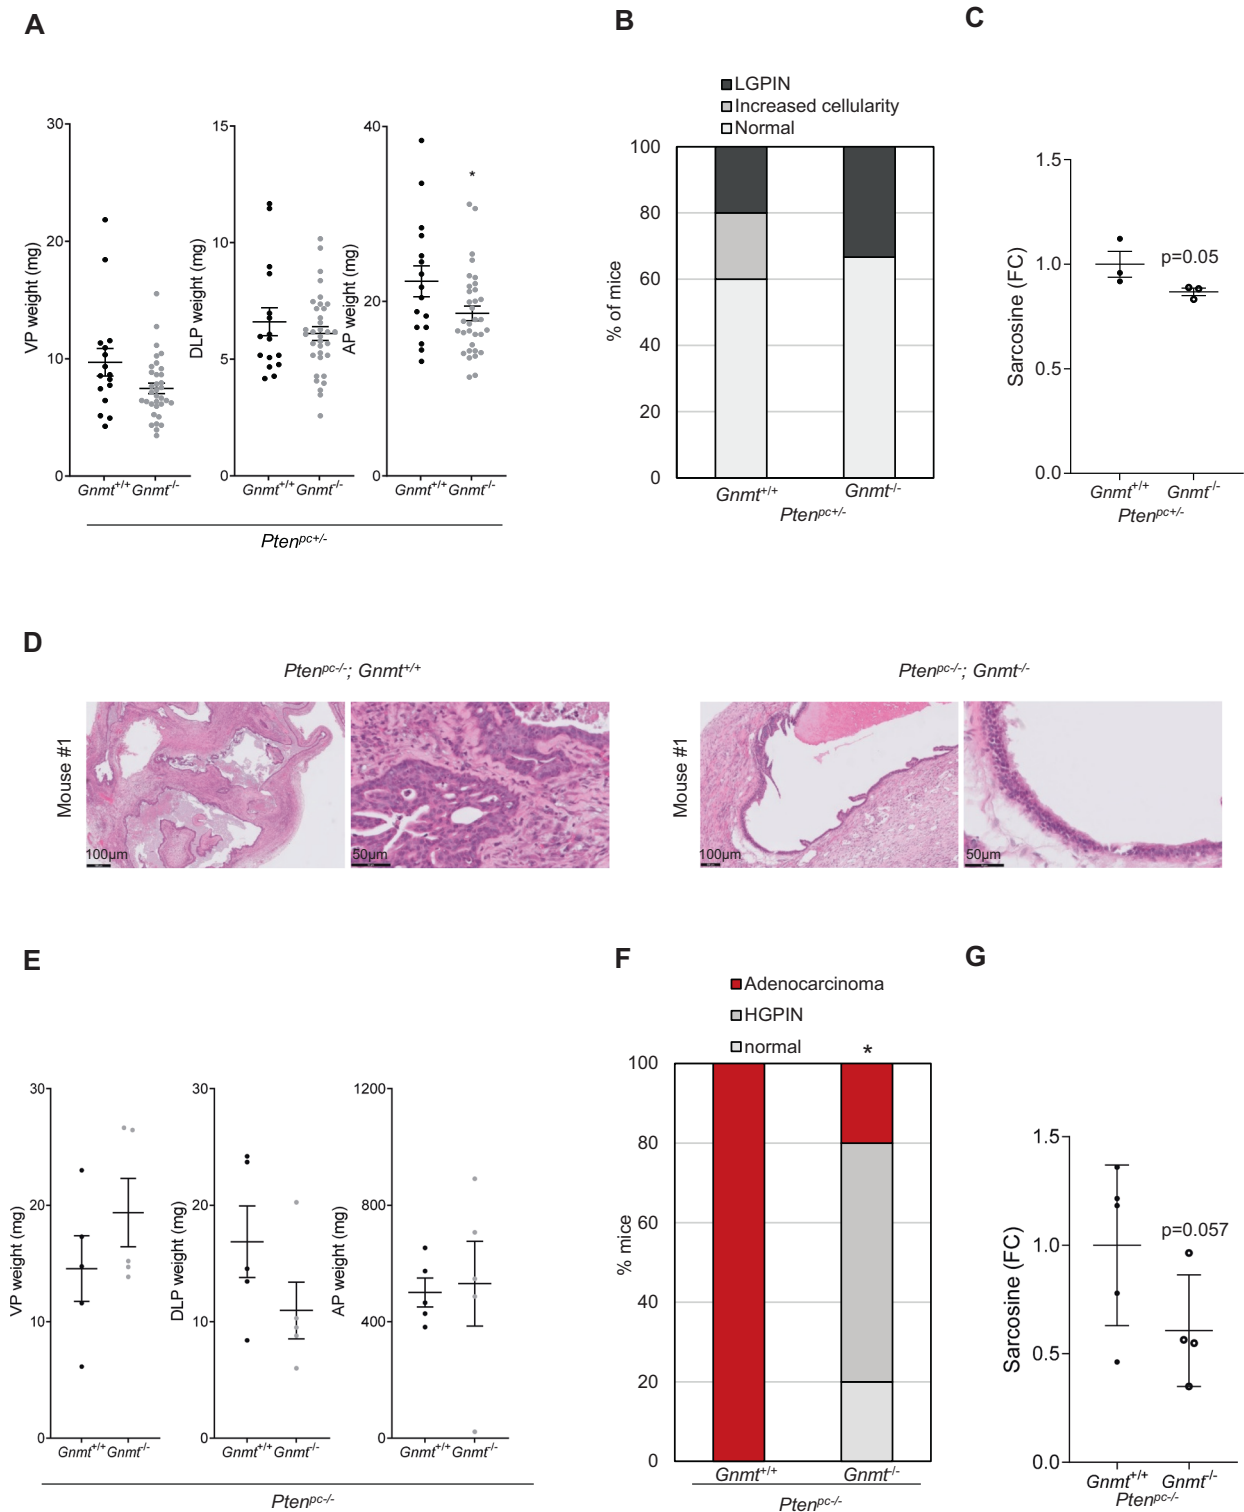 A
VP weight (mg)
30
20
10
0
Gnmt+/+ Gnmt-/-
DLP weight (mg)
15
10
5
0
Gnmt+/+ Gnmt-/-
AP weight (mg)
40
20
0
*
Gnmt+/+ Gnmt-/-
Ptenpc+/-
B
LGPIN
Increased cellularity
Normal
% of mice
100
80
60
40
20
0
Gnmt+/+ Gnmt-/-
Ptenpc+/-
C
Sarcosine (FC)
1.5
1.0
0.5
0.0
p=0.05
Gnmt+/+ Gnmt-/-
Ptenpc+/-
D
Ptenpc-/-; Gnmt+/+
Ptenpc-/-; Gnmt-/-
Mouse #1
100µm
50µm
Mouse #1
100µm
50µm
E
VP weight (mg)
30
20
10
0
Gnmt+/+ Gnmt-/-
DLP weight (mg)
30
20
10
0
Gnmt+/+ Gnmt-/-
AP weight (mg)
1200
800
400
0
Gnmt+/+ Gnmt-/-
Ptenpc-/-
F
Adenocarcinoma
HGPIN
normal
*
% mice
100
80
60
40
20
0
Gnmt+/+ Gnmt-/-
Ptenpc-/-
G
Sarcosine (FC)
1.5
1.0
0.5
0.0
p=0.057
Gnmt+/+ Gnmt-/-
Ptenpc-/-